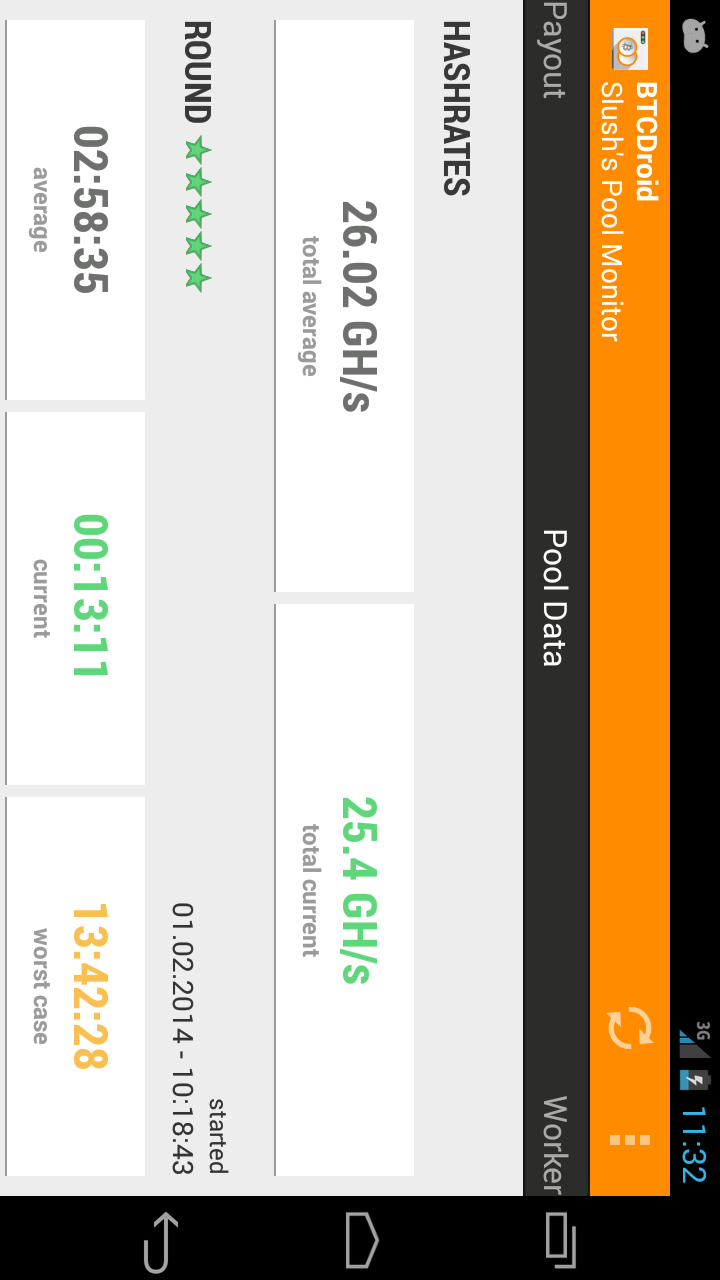 3G 11:32
BTCDroid
Slush's Pool Monitor
Payout
Pool Data
Worker
HASHRATES
26.02 GH/s
total average
25.4 GH/s
total current
ROUND
started
01.02.2014 - 10:18:43
02:58:35
average
00:13:11
current
13:42:28
worst case